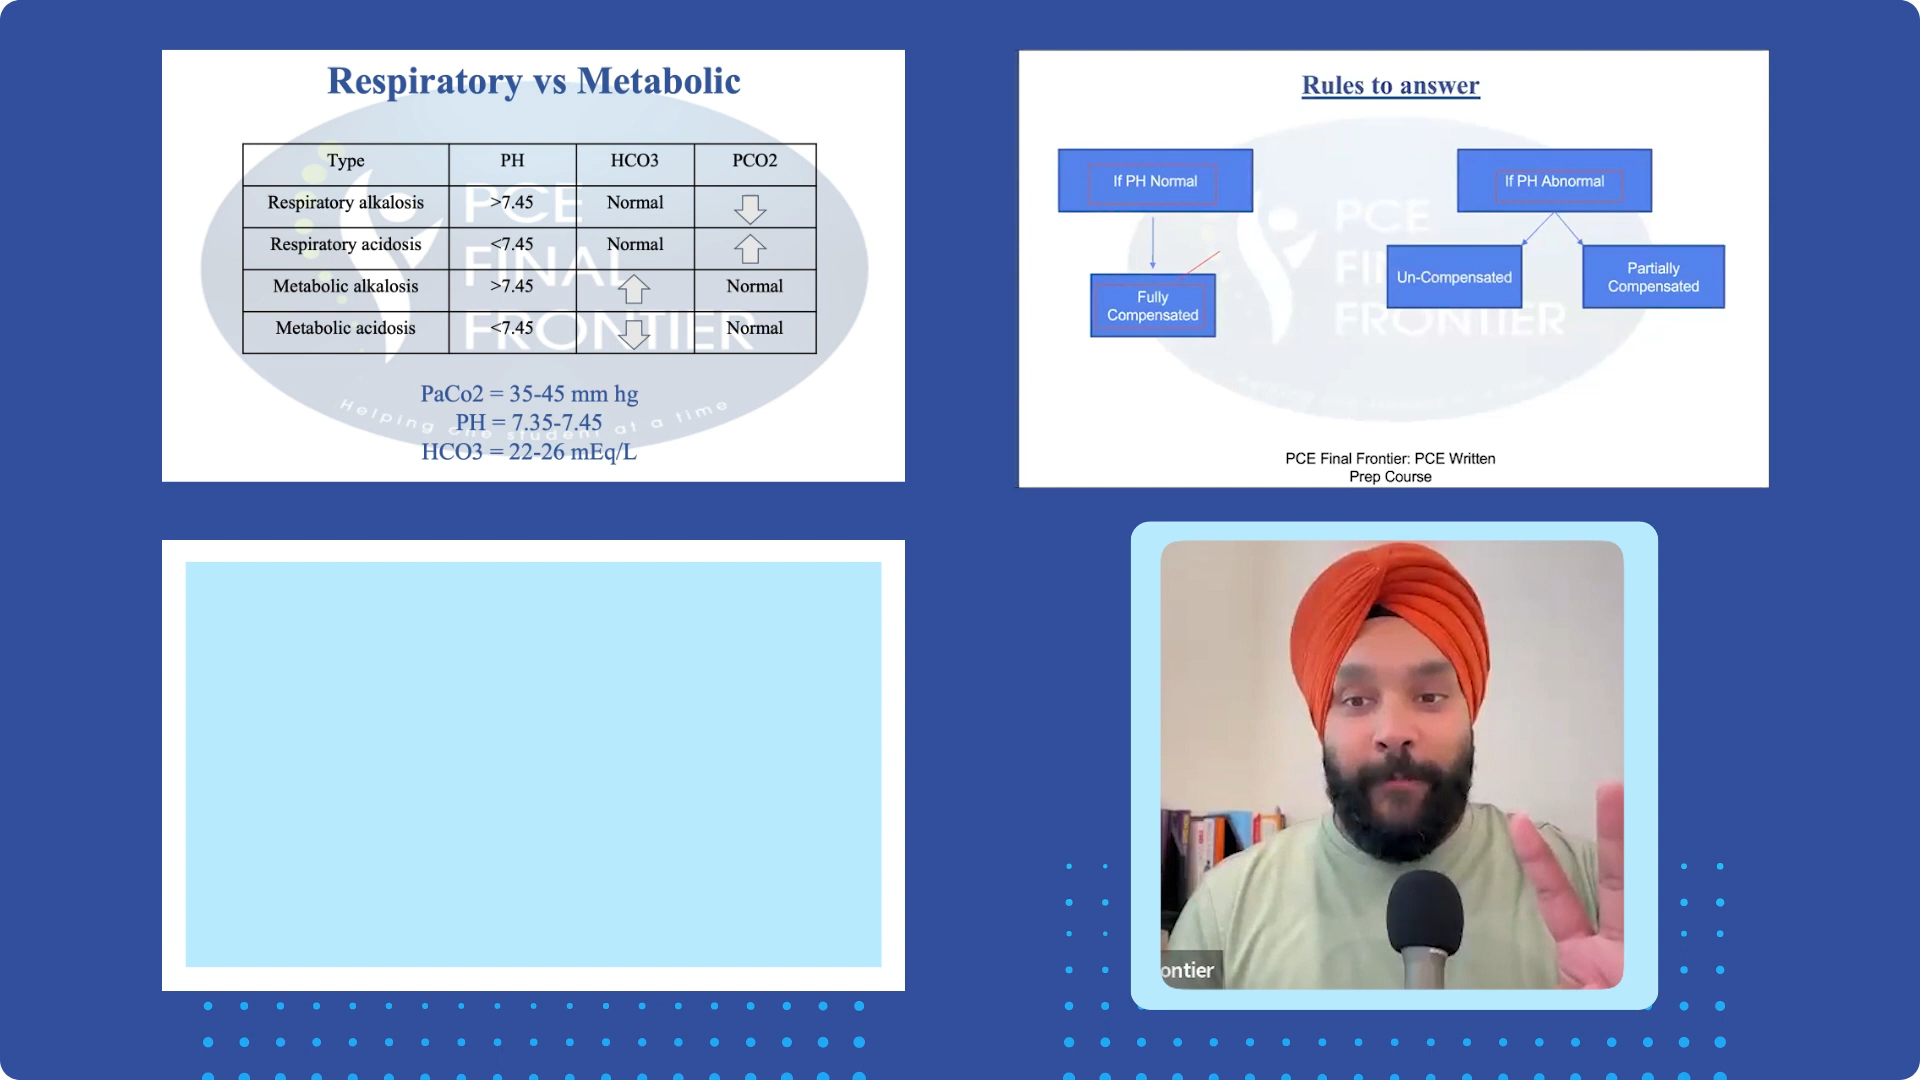 Respiratory vs Metabolic
Type PH HCO3 PCO2
Respiratory alkalosis >7.45 Normal
Respiratory acidosis <7.45 Normal
Metabolic alkalosis >7.45 Normal
Metabolic acidosis <7.45 Normal
PCE
FINAL
FRONTIER
Helping one student at a time
PaCo2 = 35-45 mm hg
PH = 7.35-7.45
HCO3 = 22-26 mEq/L
Rules to answer
If PH Normal
If PH Abnormal
Fully
Compensated
Un-Compensated
Partially
Compensated
PCE
FRONTIER
PCE Final Frontier: PCE Written
Prep Course
ontier